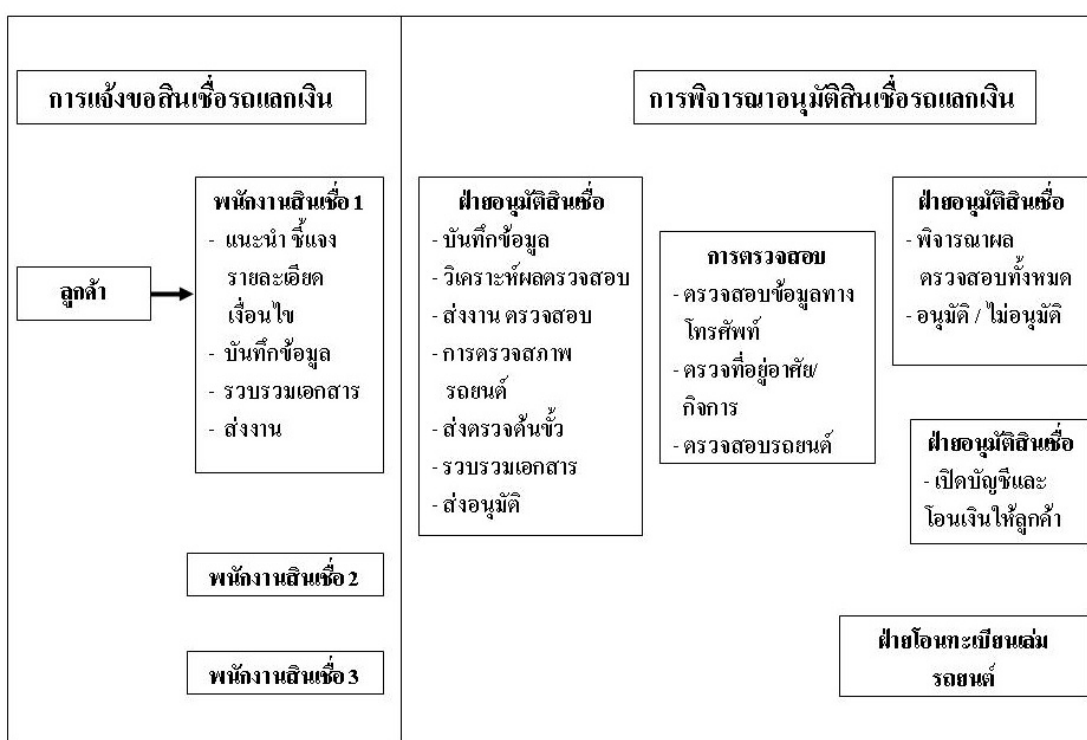 การแจ้งขอสินเชื่อรถแลกเงิน
การพิจารณาอนุมัติสินเชื่อรถแลกเงิน
ลูกค้า
พนักงานสินเชื่อ 1
- แนะนำ ชี้แจง
รายละเอียด
เงื่อนไข
- บันทึกข้อมูล
- รวบรวมเอกสาร
- ส่งงาน
พนักงานสินเชื่อ 2
พนักงานสินเชื่อ 3
ฝ่ายอนุมัติสินเชื่อ
- บันทึกข้อมูล
- วิเคราะห์ผลตรวจสอบ
- ส่งงาน ตรวจสอบ
- การตรวจสภาพ
รถยนต์
- ส่งตรวจต้นขั้ว
- รวบรวมเอกสาร
- ส่งอนุมัติ
การตรวจสอบ
- ตรวจสอบข้อมูลทาง
โทรศัพท์
- ตรวจที่อยู่อาศัย/
กิจการ
- ตรวจสอบรถยนต์
ฝ่ายอนุมัติสินเชื่อ
- พิจารณาผล
ตรวจสอบทั้งหมด
- อนุมัติ / ไม่อนุมัติ
ฝ่ายอนุมัติสินเชื่อ
- เปิดบัญชีและ
โอนเงินให้ลูกค้า
ฝ่ายโอนทะเบียนเล่ม
รถยนต์